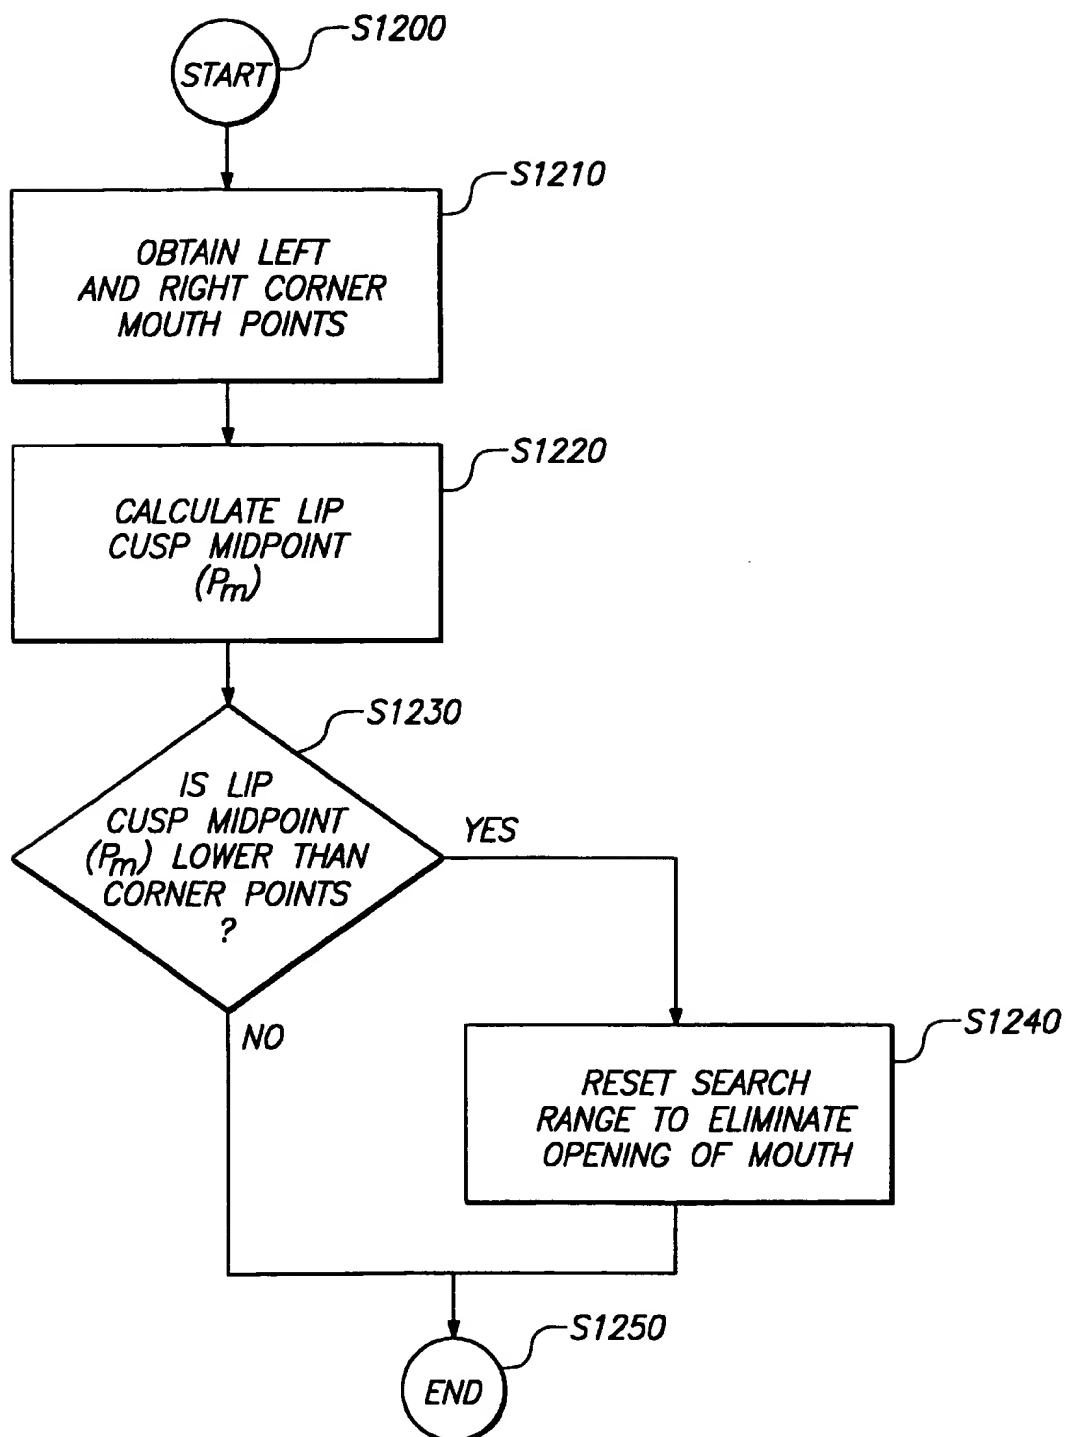 S1200
START
S1210
OBTAIN LEFT
AND RIGHT CORNER
MOUTH POINTS
S1220
CALCULATE LIP
CUSP MIDPOINT
(Pm)
S1230
IS LIP
CUSP MIDPOINT
(Pm) LOWER THAN
CORNER POINTS
?
YES
NO
S1240
RESET SEARCH
RANGE TO ELIMINATE
OPENING OF MOUTH
S1250
END